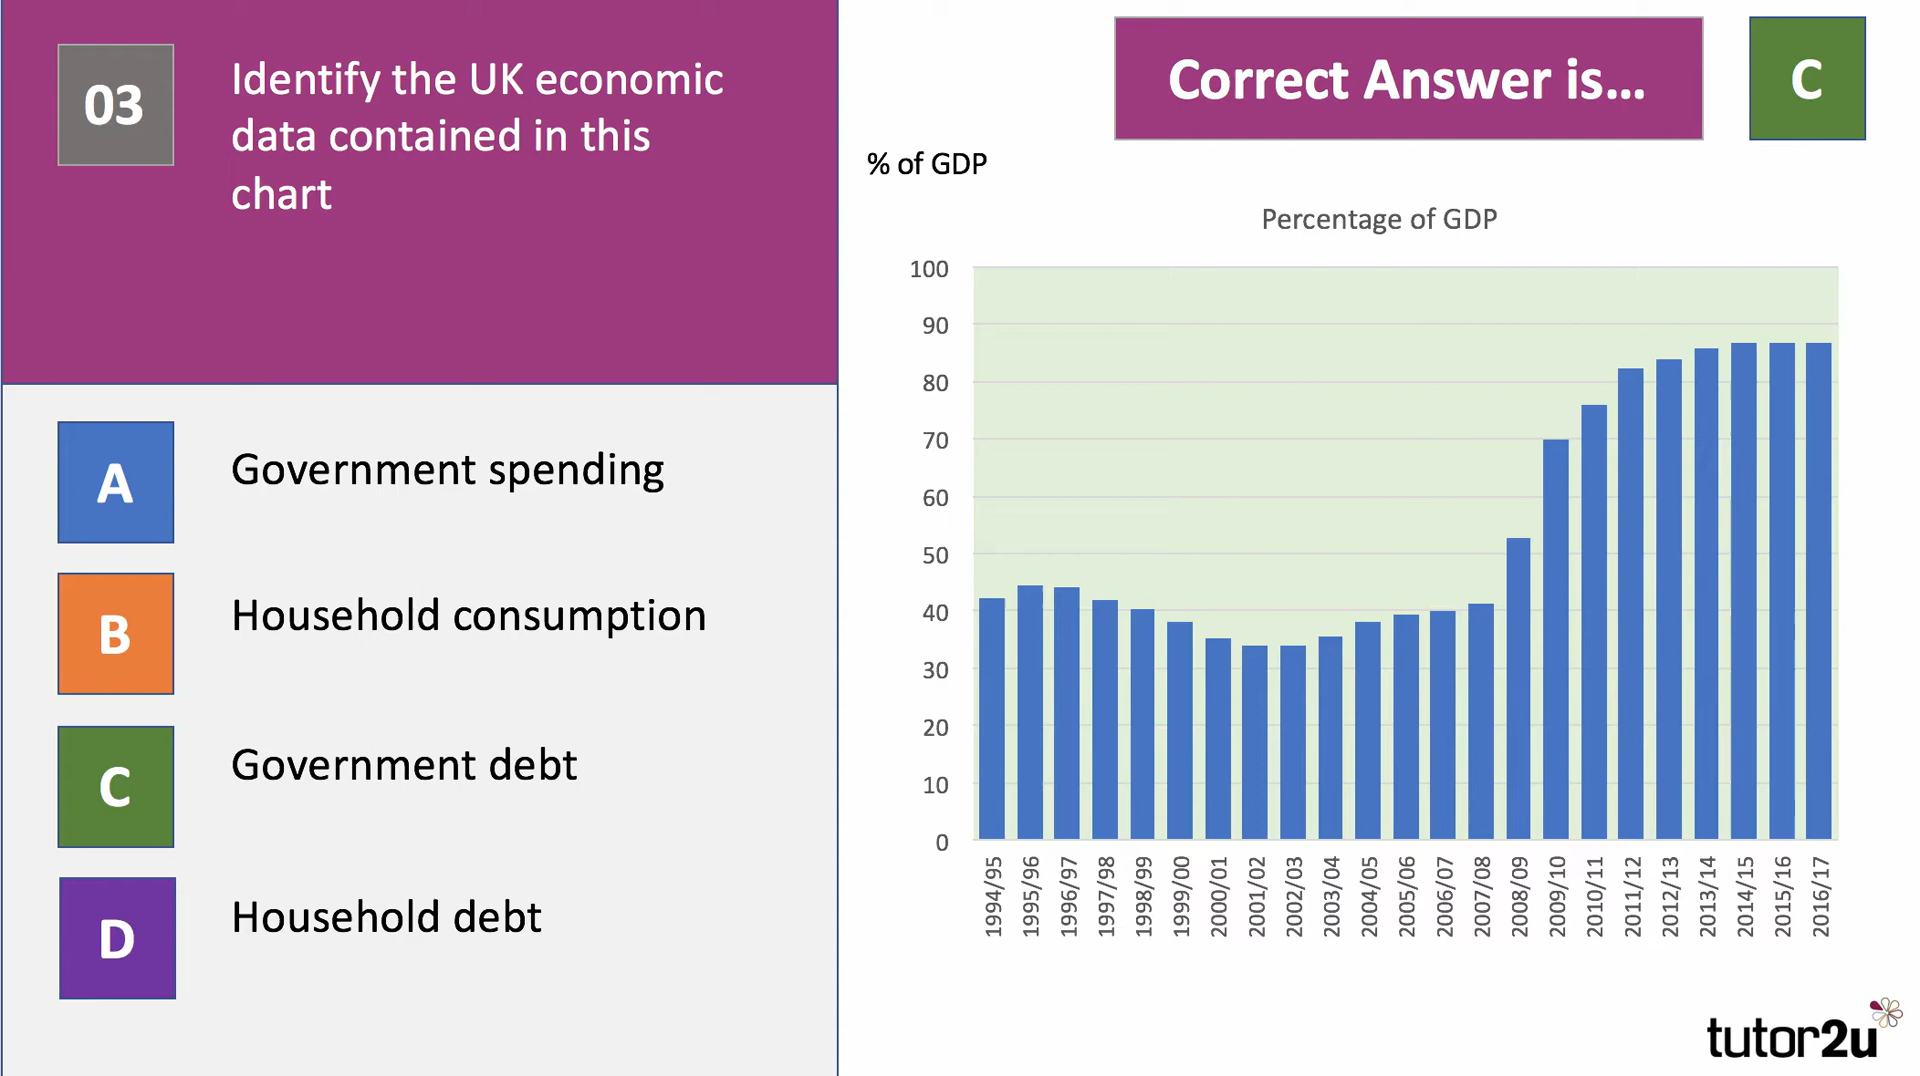 03
Identify the UK economic
data contained in this
chart
A
Government spending
B
Household consumption
C
Government debt
D
Household debt
Correct Answer is...
C
% of GDP
Percentage of GDP
100
90
80
70
60
50
40
30
20
10
0
1994/95
1995/96
1996/97
1997/98
1998/99
1999/00
2000/01
2001/02
2002/03
2003/04
2004/05
2005/06
2006/07
2007/08
2008/09
2009/10
2010/11
2011/12
2012/13
2013/14
2014/15
2015/16
2016/17
tutor2u